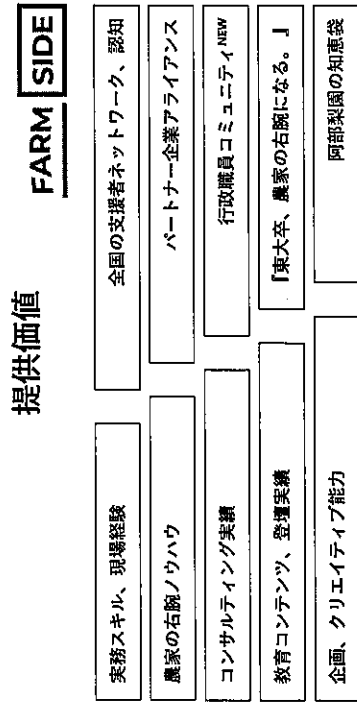 提供価値
FARM SIDE
実務スキル、現場経験
全国の支援者ネットワーク、認知
農家の右腕ノウハウ
パートナー企業アライアンス
コンサルティング実績
行政職員コミュニティNEW
教育コンテンツ、登壇実績
『東大卒、農家の右腕になる。』
企画、クリエイティブ能力
阿部梨園の知恵袋